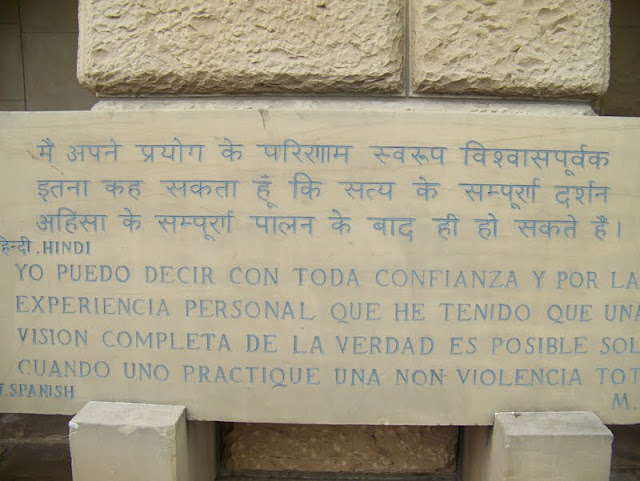 मैं अपने प्रयोग के परिणाम स्वरूप विश्वासपूर्वक
इतना कह सकता हूँ कि सत्य के सम्पूर्ण दर्शन
अहिंसा के सम्पूर्ण पालन के बाद ही हो सकते हैं।
हिन्दी.HINDI
YO PUEDO DECIR CON TODA CONFIANZA Y POR LA
EXPERIENCIA PERSONAL QUE HE TENIDO QUE UNA
VISION COMPLETA DE LA VERDAD ES POSIBLE SOL
CUANDO UNO PRACTIQUE UNA NON-VIOLENCIA TOT
SPANISH
M.